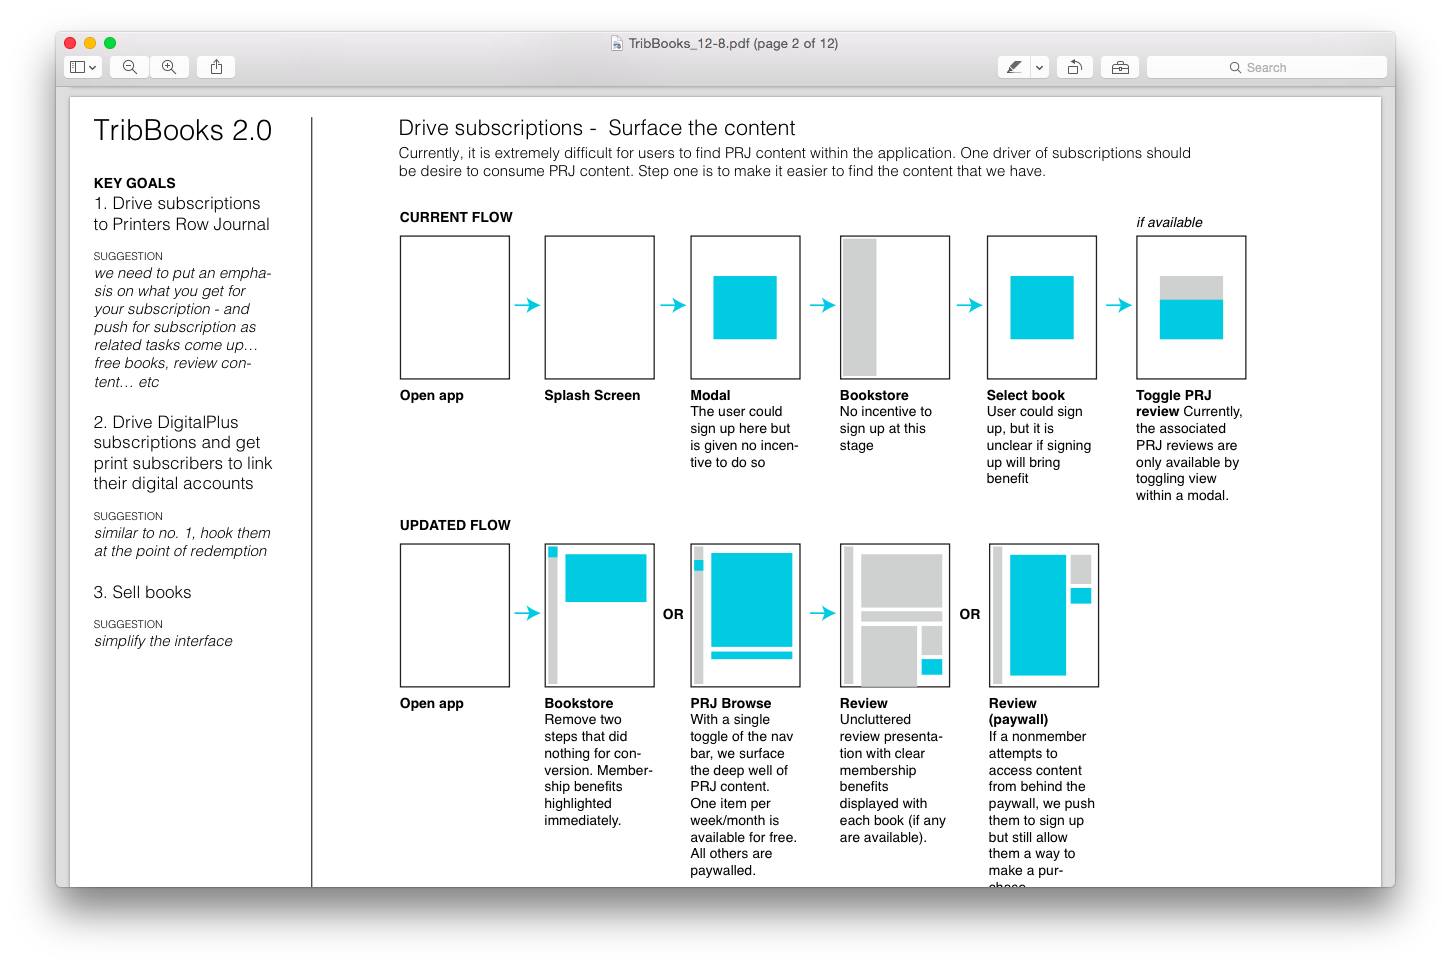 TribBooks_12-8.pdf (page 2 of 12)
Search
TribBooks 2.0
KEY GOALS
1. Drive subscriptions
to Printers Row Journal
SUGGESTION
we need to put an empha-
sis on what you get for
your subscription - and
push for subscription as
related tasks come up...
free books, review con-
tent... etc
2. Drive DigitalPlus
subscriptions and get
print subscribers to link
their digital accounts
SUGGESTION
similar to no. 1, hook them
at the point of redemption
3. Sell books
SUGGESTION
simplify the interface
Drive subscriptions -  Surface the content
Currently, it is extremely difficult for users to find PRJ content within the application. One driver of subscriptions should
be desire to consume PRJ content. Step one is to make it easier to find the content that we have.
CURRENT FLOW
if available
Open app
Splash Screen
Modal
The user could
sign up here but
is given no incen-
tive to do so
Bookstore
No incentive to
sign up at this
stage
Select book
User could sign
up, but it is
unclear if signing
up will bring
benefit
Toggle PRJ
review Currently,
the associated
PRJ reviews are
only available by
toggling view
within a modal.
UPDATED FLOW
OR
OR
Open app
Bookstore
Remove two
steps that did
nothing for con-
version. Member-
ship benefits
highlighted
immediately.
PRJ Browse
With a single
toggle of the nav
bar, we surface
the deep well of
PRJ content.
One item per
week/month is
available for free.
All others are
paywalled.
Review
Uncluttered
review presenta-
tion with clear
membership
benefits
displayed with
each book (if any
are available).
Review
(paywall)
If a nonmember
attempts to
access content
from behind the
paywall, we push
them to sign up
but still allow
them a way to
make a pur-
chase